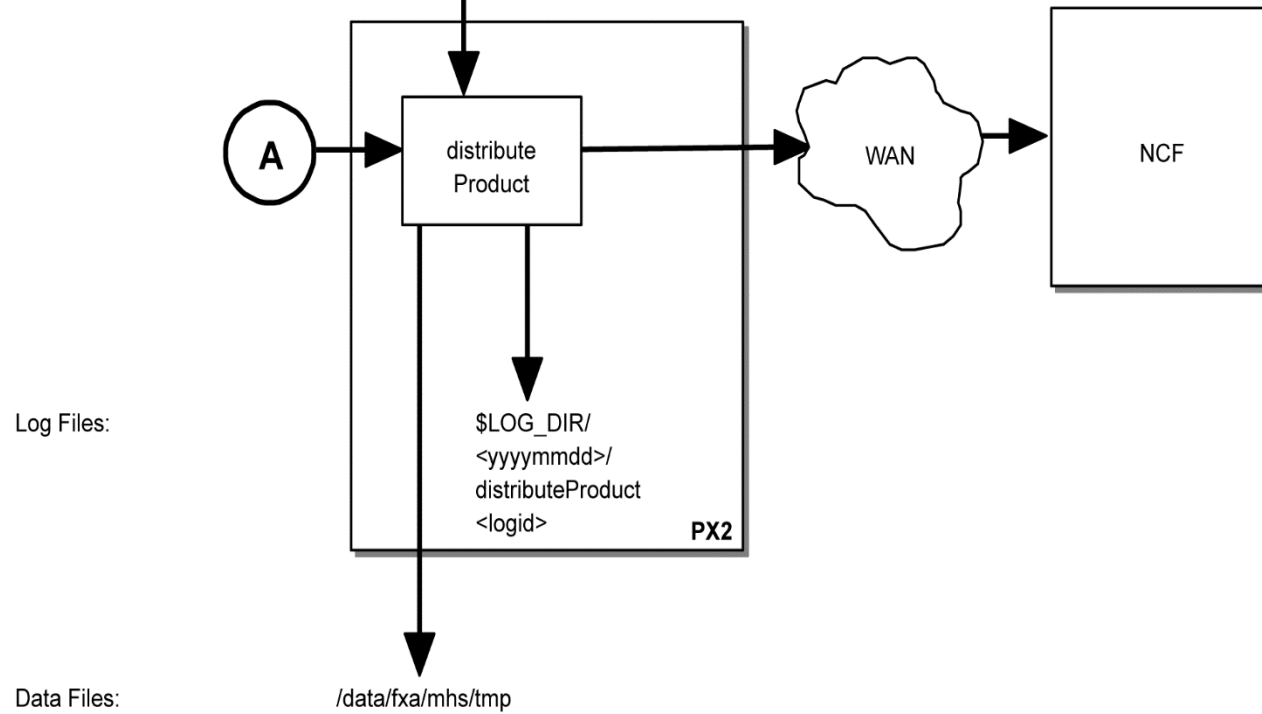 A
distribute
Product
WAN
NCF
Log Files:
$LOG_DIR/
<yyyymmdd>/
distributeProduct
<logid>
PX2
Data Files:
/data/fxa/mhs/tmp